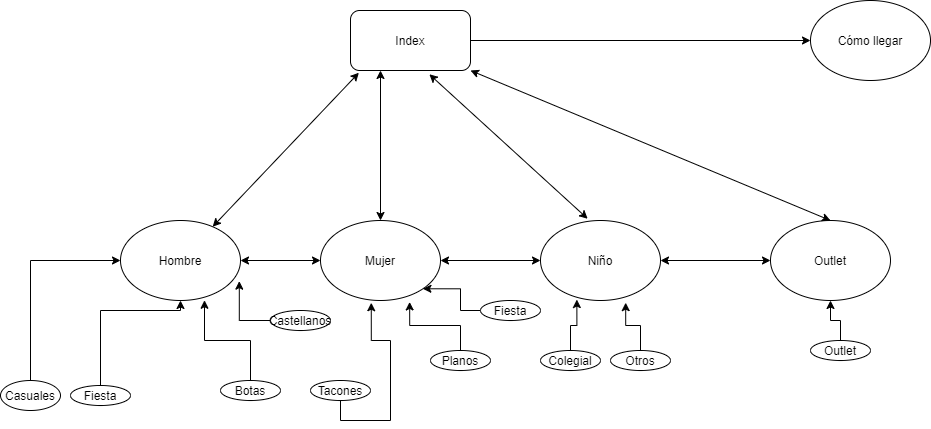 Index
Cómo llegar
Hombre
Mujer
Niño
Outlet
Castellanos
Fiesta
Planos
Colegial
Otros
Outlet
Casuales
Fiesta
Botas
Tacones